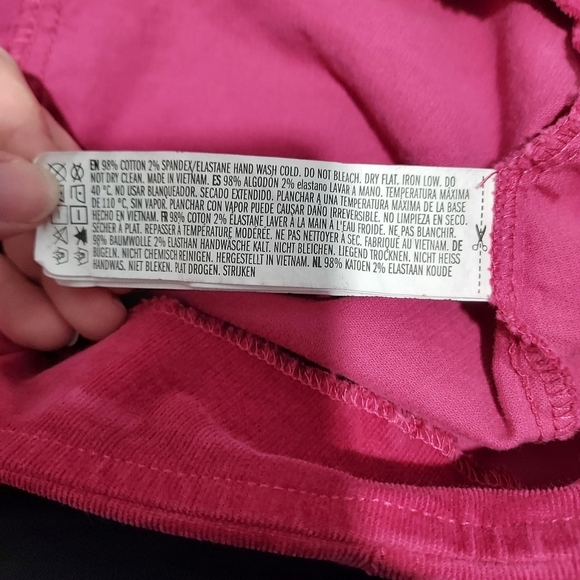 EN 98% COTTON 2% SPANDEX/ELASTANE HAND WASH COLD. DO NOT BLEACH. DRY FLAT. IRON LOW. DO
NOT DRY CLEAN. MADE IN VIETNAM. ES 98% ALGODON 2% elastano LAVAR A MANO. TEMPERATURA MÁXIMA
40 °C. NO USAR BLANQUEADOR. SECADO EXTENDIDO. PLANCHAR A UNA TEMPERATURA MÁXIMA DE LA BASE
DE 110 °C, SIN VAPOR. PLANCHAR CON VAPOR PUEDE CAUSAR DAÑO IRREVERSIBLE. NO LIMPIEZA EN SECO.
HECHO EN VIETNAM. FR 98% COTON 2% ÉLASTANE LAVER À LA MAIN À L'EAU FROIDE. NE PAS BLANCHIR.
SÉCHER À PLAT. REPASSER À TEMPÉRATURE MODÉRÉE. NE PAS NETTOYER À SEC. FABRIQUÉ AU VIETNAM. DE
98% BAUMWOLLE 2% ELASTHAN HANDWÄSCHE KALT. NICHT BLEICHEN. LIEGEND TROCKNEN. NICHT HEISS
BÜGELN. NICHT CHEMISCH REINIGEN. HERGESTELLT IN VIETNAM. NL 98% KATOEN 2% ELASTAAN KOUDE
HANDWAS. NIET BLEKEN. PLAT DROGEN. STRIJKEN